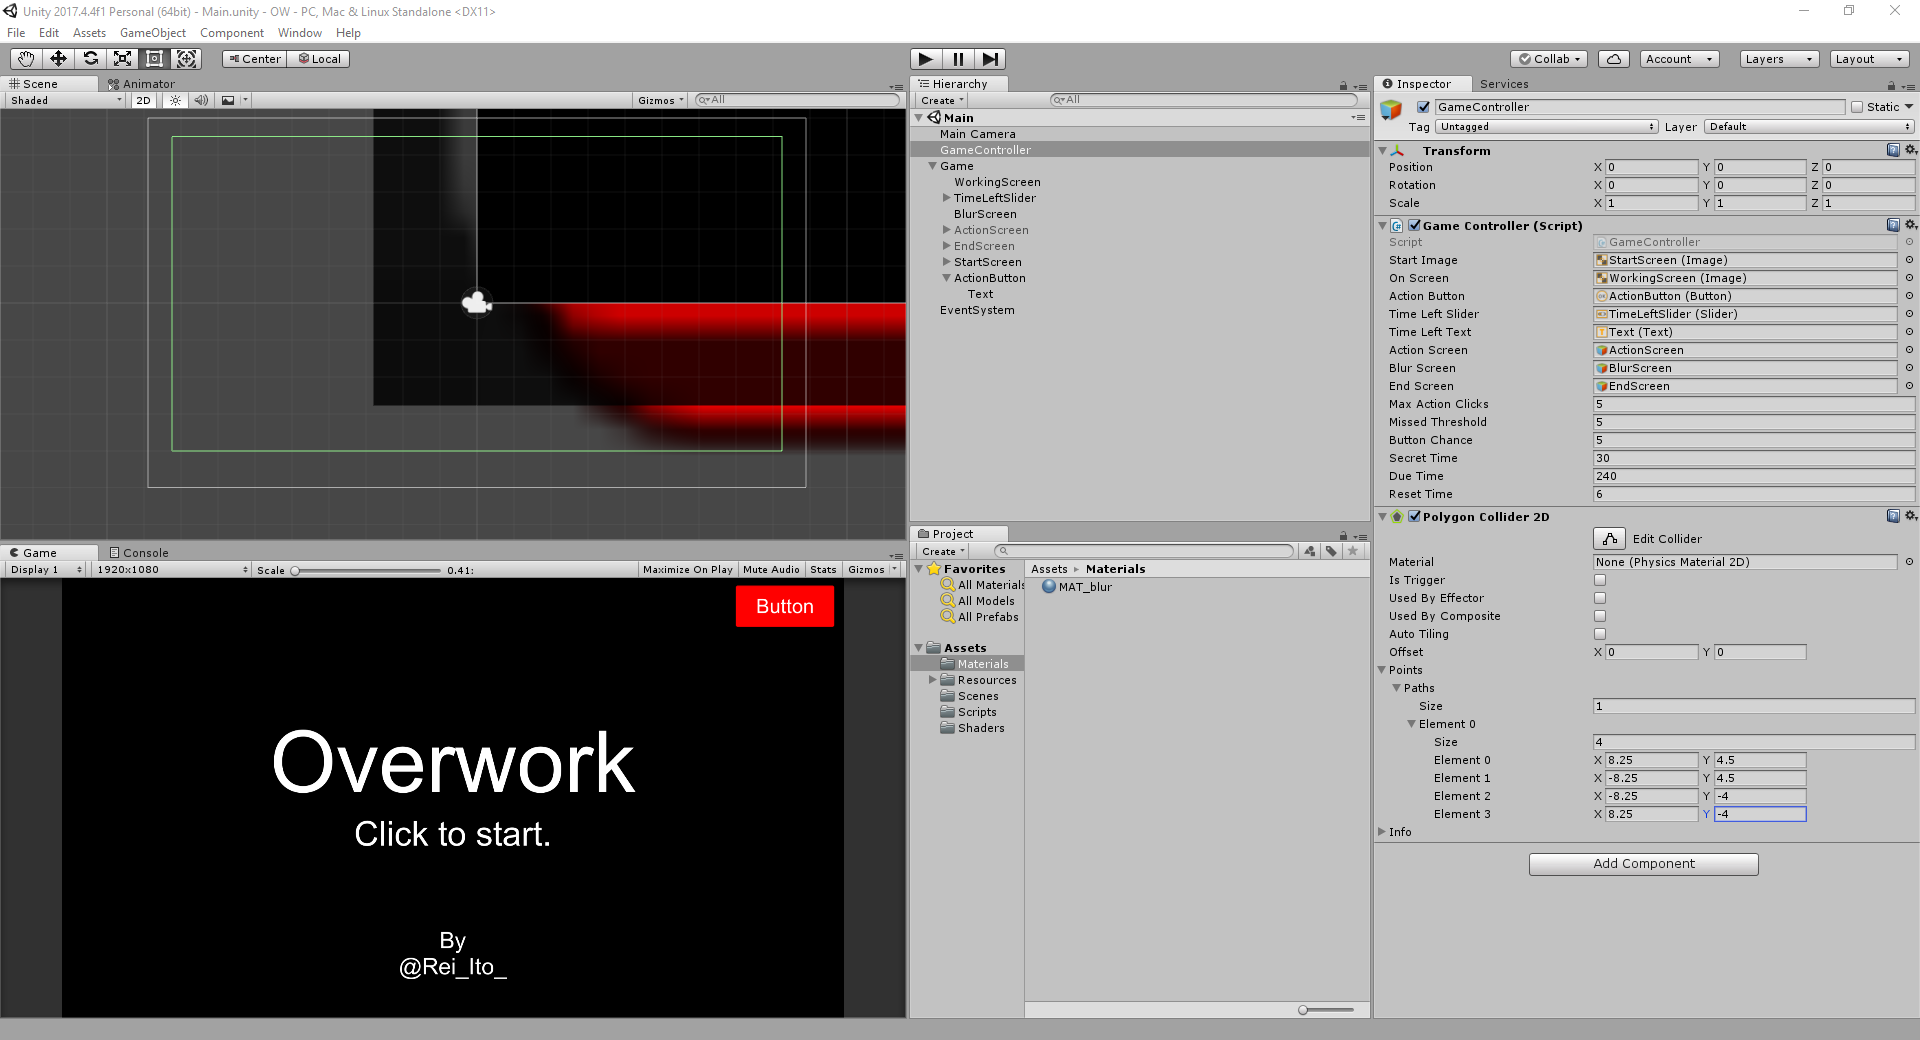 Unity 2017.4.4f1 Personal (64bit) - Main.unity - OW - PC, Mac & Linux Standalone <DX11>
File Edit Assets GameObject Component Window Help
Center Local Collab Account Layers Layout
Scene Animator
Shaded 2D Gizmos All
Hierarchy
Create All
Main
Main Camera
GameController
Game
WorkingScreen
TimeLeftSlider
BlurScreen
ActionScreen
EndScreen
StartScreen
ActionButton
Text
EventSystem
Game Console
Display 1 1920x1080 Scale 0.41: Maximize On Play Mute Audio Stats Gizmos
Button
Overwork
Click to start.
By
@Rei_Ito_
Project
Create
Favorites
All Materials
All Models
All Prefabs
Assets
Materials
Resources
Scenes
Scripts
Shaders
Assets Materials
MAT_blur
Inspector Services
GameController Static
Tag Untagged Layer Default
Transform
Position X 0 Y 0 Z 0
Rotation X 0 Y 0 Z 0
Scale X 1 Y 1 Z 1
Game Controller (Script)
Script GameController
Start Image StartScreen (Image)
On Screen WorkingScreen (Image)
Action Button ActionButton (Button)
Time Left Slider TimeLeftSlider (Slider)
Time Left Text Text (Text)
Action Screen ActionScreen
Blur Screen BlurScreen
End Screen EndScreen
Max Action Clicks 5
Missed Threshold 5
Button Chance 5
Secret Time 30
Due Time 240
Reset Time 6
Polygon Collider 2D
Edit Collider
Material None (Physics Material 2D)
Is Trigger
Used By Effector
Used By Composite
Auto Tiling
Offset X 0 Y 0
Points
Paths
Size 1
Element 0
Size 4
Element 0 X 8.25 Y 4.5
Element 1 X -8.25 Y 4.5
Element 2 X -8.25 Y -4
Element 3 X 8.25 Y -4
Info
Add Component